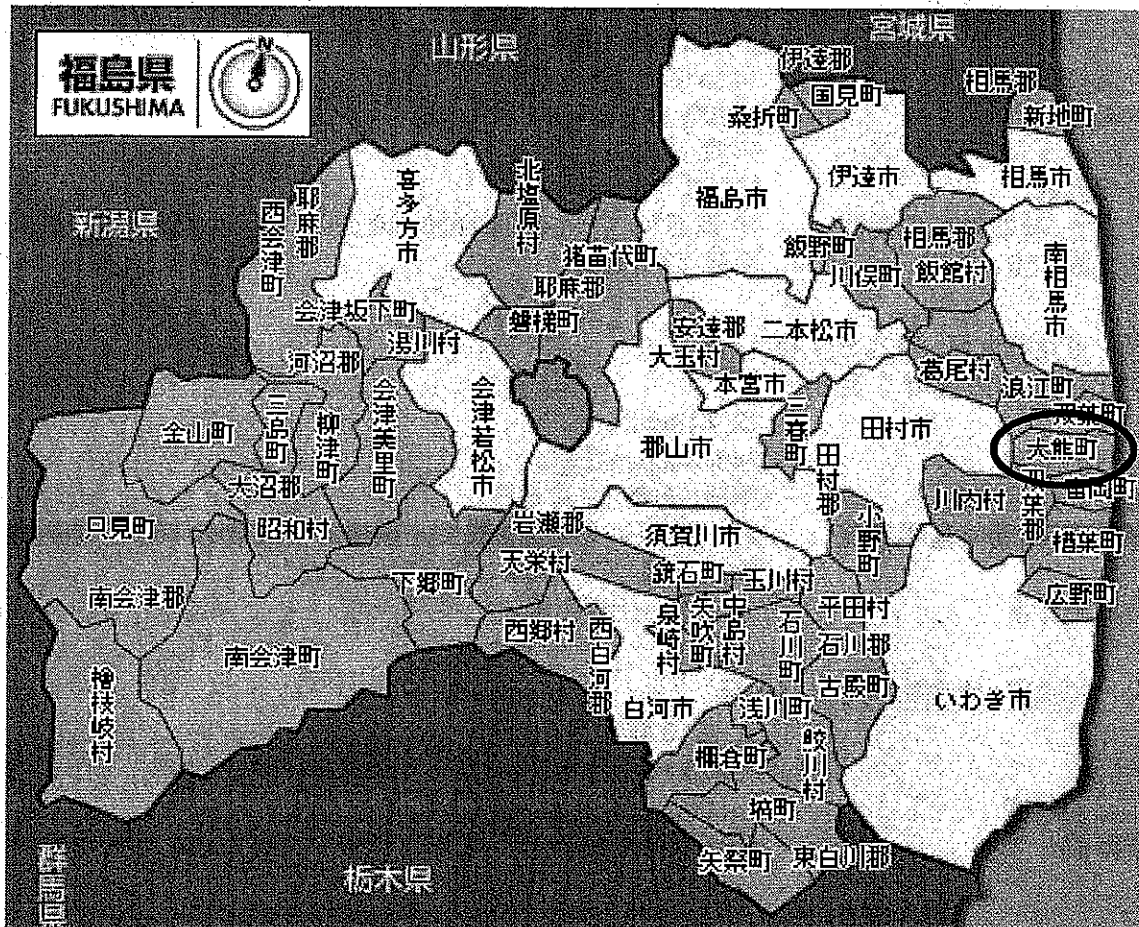 福島県
FUKUSHIMA
N
山形県
宮城県
新潟県
群馬県
栃木県
伊達郡
国見町
桑折町
相馬郡
新地町
相馬市
伊達市
福島市
北塩原村
喜多方市
耶麻郡
西会津町
猪苗代町
耶麻郡
磐梯町
飯野町
川俣町
相馬郡
飯館村
南相馬市
会津坂下町
湯川村
河沼郡
安達郡
大玉村
二本松市
本宮市
葛尾村
浪江町
双葉町
大熊町
金山町
三島町
柳津町
会津美里町
会津若松市
郡山市
三春町
田村市
田村郡
川内村
双葉郡
富岡町
楢葉町
広野町
大沼郡
只見町
昭和村
岩瀬郡
天栄村
須賀川市
小野町
鏡石町
玉川村
下郷町
南会津郡
南会津町
檜枝岐村
西郷村
西白河郡
泉崎村
矢吹町
中島村
石川町
平田村
石川郡
古殿町
白河市
浅川町
いわき市
棚倉町
鮫川村
塙町
矢祭町
東白川郡